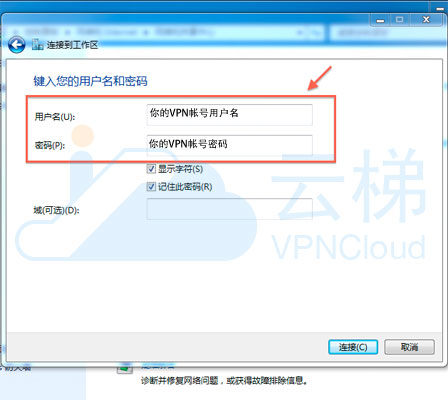 连接到工作区
键入您的用户名和密码
用户名(U):
你的VPN帐号用户名
密码(P):
你的VPN帐号密码
显示字符(S)
记住此密码(R)
域(可选)(D):
云梯
VPNCloud
连接(C)
取消
诊断并修复网络问题，或获得故障排除信息。